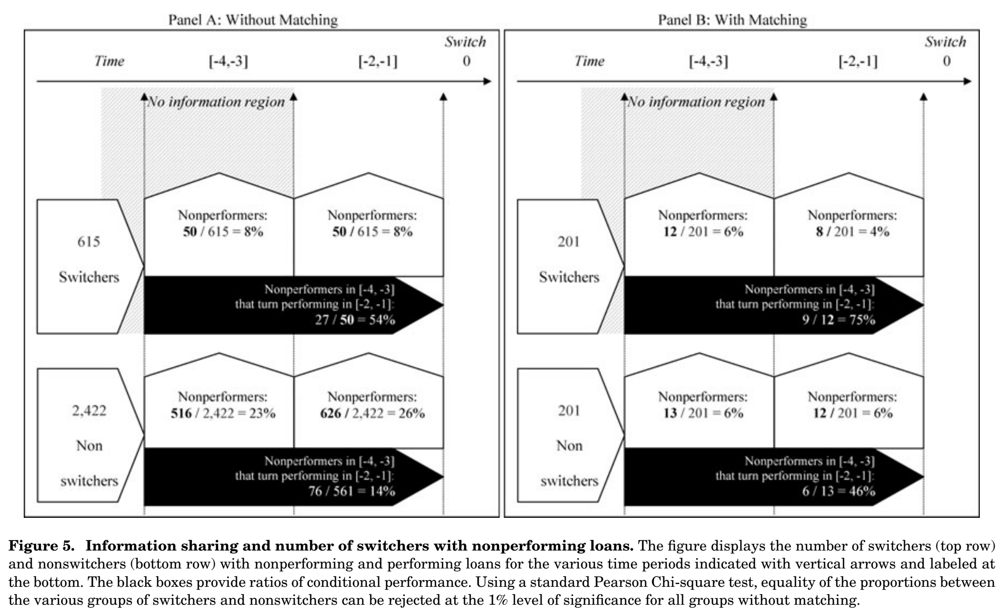 Panel A: Without Matching
Time [-4,-3] [-2,-1] Switch 0
No information region
615
Switchers
Nonperformers:
50 / 615 = 8%
Nonperformers:
50 / 615 = 8%
Nonperformers in [-4, -3]
that turn performing in [-2, -1]:
27 / 50 = 54%
2,422
Non
switchers
Nonperformers:
516 / 2,422 = 23%
Nonperformers:
626 / 2,422 = 26%
Nonperformers in [-4, -3]
that turn performing in [-2, -1]:
76 / 561 = 14%
Panel B: With Matching
Time [-4,-3] [-2,-1] Switch 0
No information region
201
Switchers
Nonperformers:
12 / 201 = 6%
Nonperformers:
8 / 201 = 4%
Nonperformers in [-4, -3]
that turn performing in [-2, -1]:
9 / 12 = 75%
201
Non
switchers
Nonperformers:
13 / 201 = 6%
Nonperformers:
12 / 201 = 6%
Nonperformers in [-4, -3]
that turn performing in [-2, -1]:
6 / 13 = 46%
Figure 5. Information sharing and number of switchers with nonperforming loans. The figure displays the number of switchers (top row)
and nonswitchers (bottom row) with nonperforming and performing loans for the various time periods indicated with vertical arrows and labeled at
the bottom. The black boxes provide ratios of conditional performance. Using a standard Pearson Chi-square test, equality of the proportions between
the various groups of switchers and nonswitchers can be rejected at the 1% level of significance for all groups without matching.